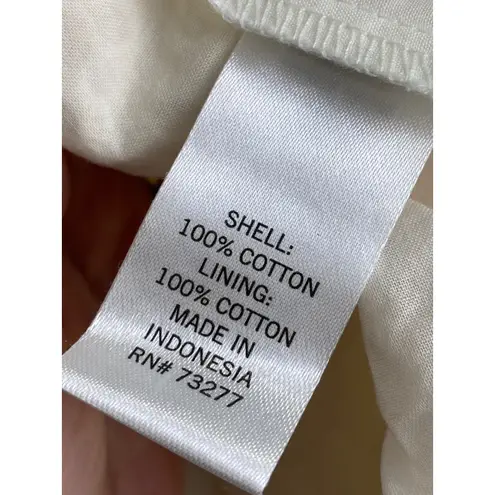 SHELL:
100% COTTON
LINING:
100% COTTON
MADE IN
INDONESIA
RN# 73277